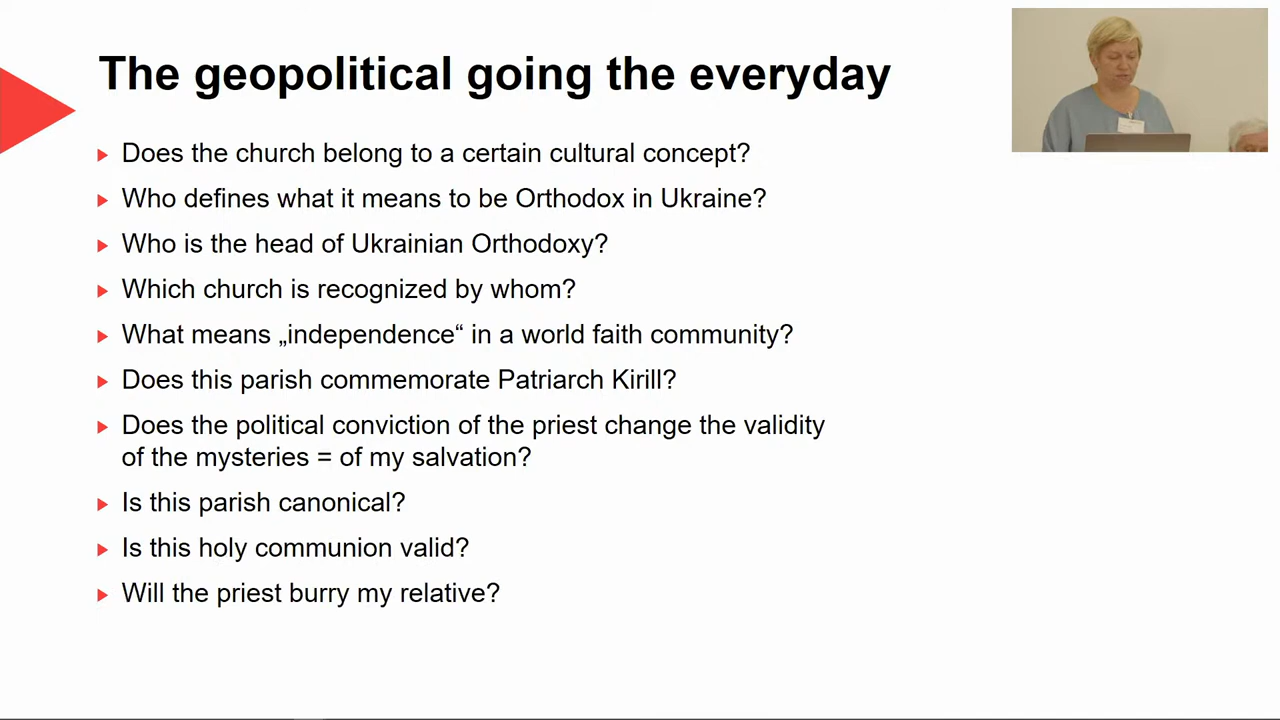 The geopolitical going the everyday
Does the church belong to a certain cultural concept?
Who defines what it means to be Orthodox in Ukraine?
Who is the head of Ukrainian Orthodoxy?
Which church is recognized by whom?
What means „independence“ in a world faith community?
Does this parish commemorate Patriarch Kirill?
Does the political conviction of the priest change the validity
of the mysteries = of my salvation?
Is this parish canonical?
Is this holy communion valid?
Will the priest burry my relative?